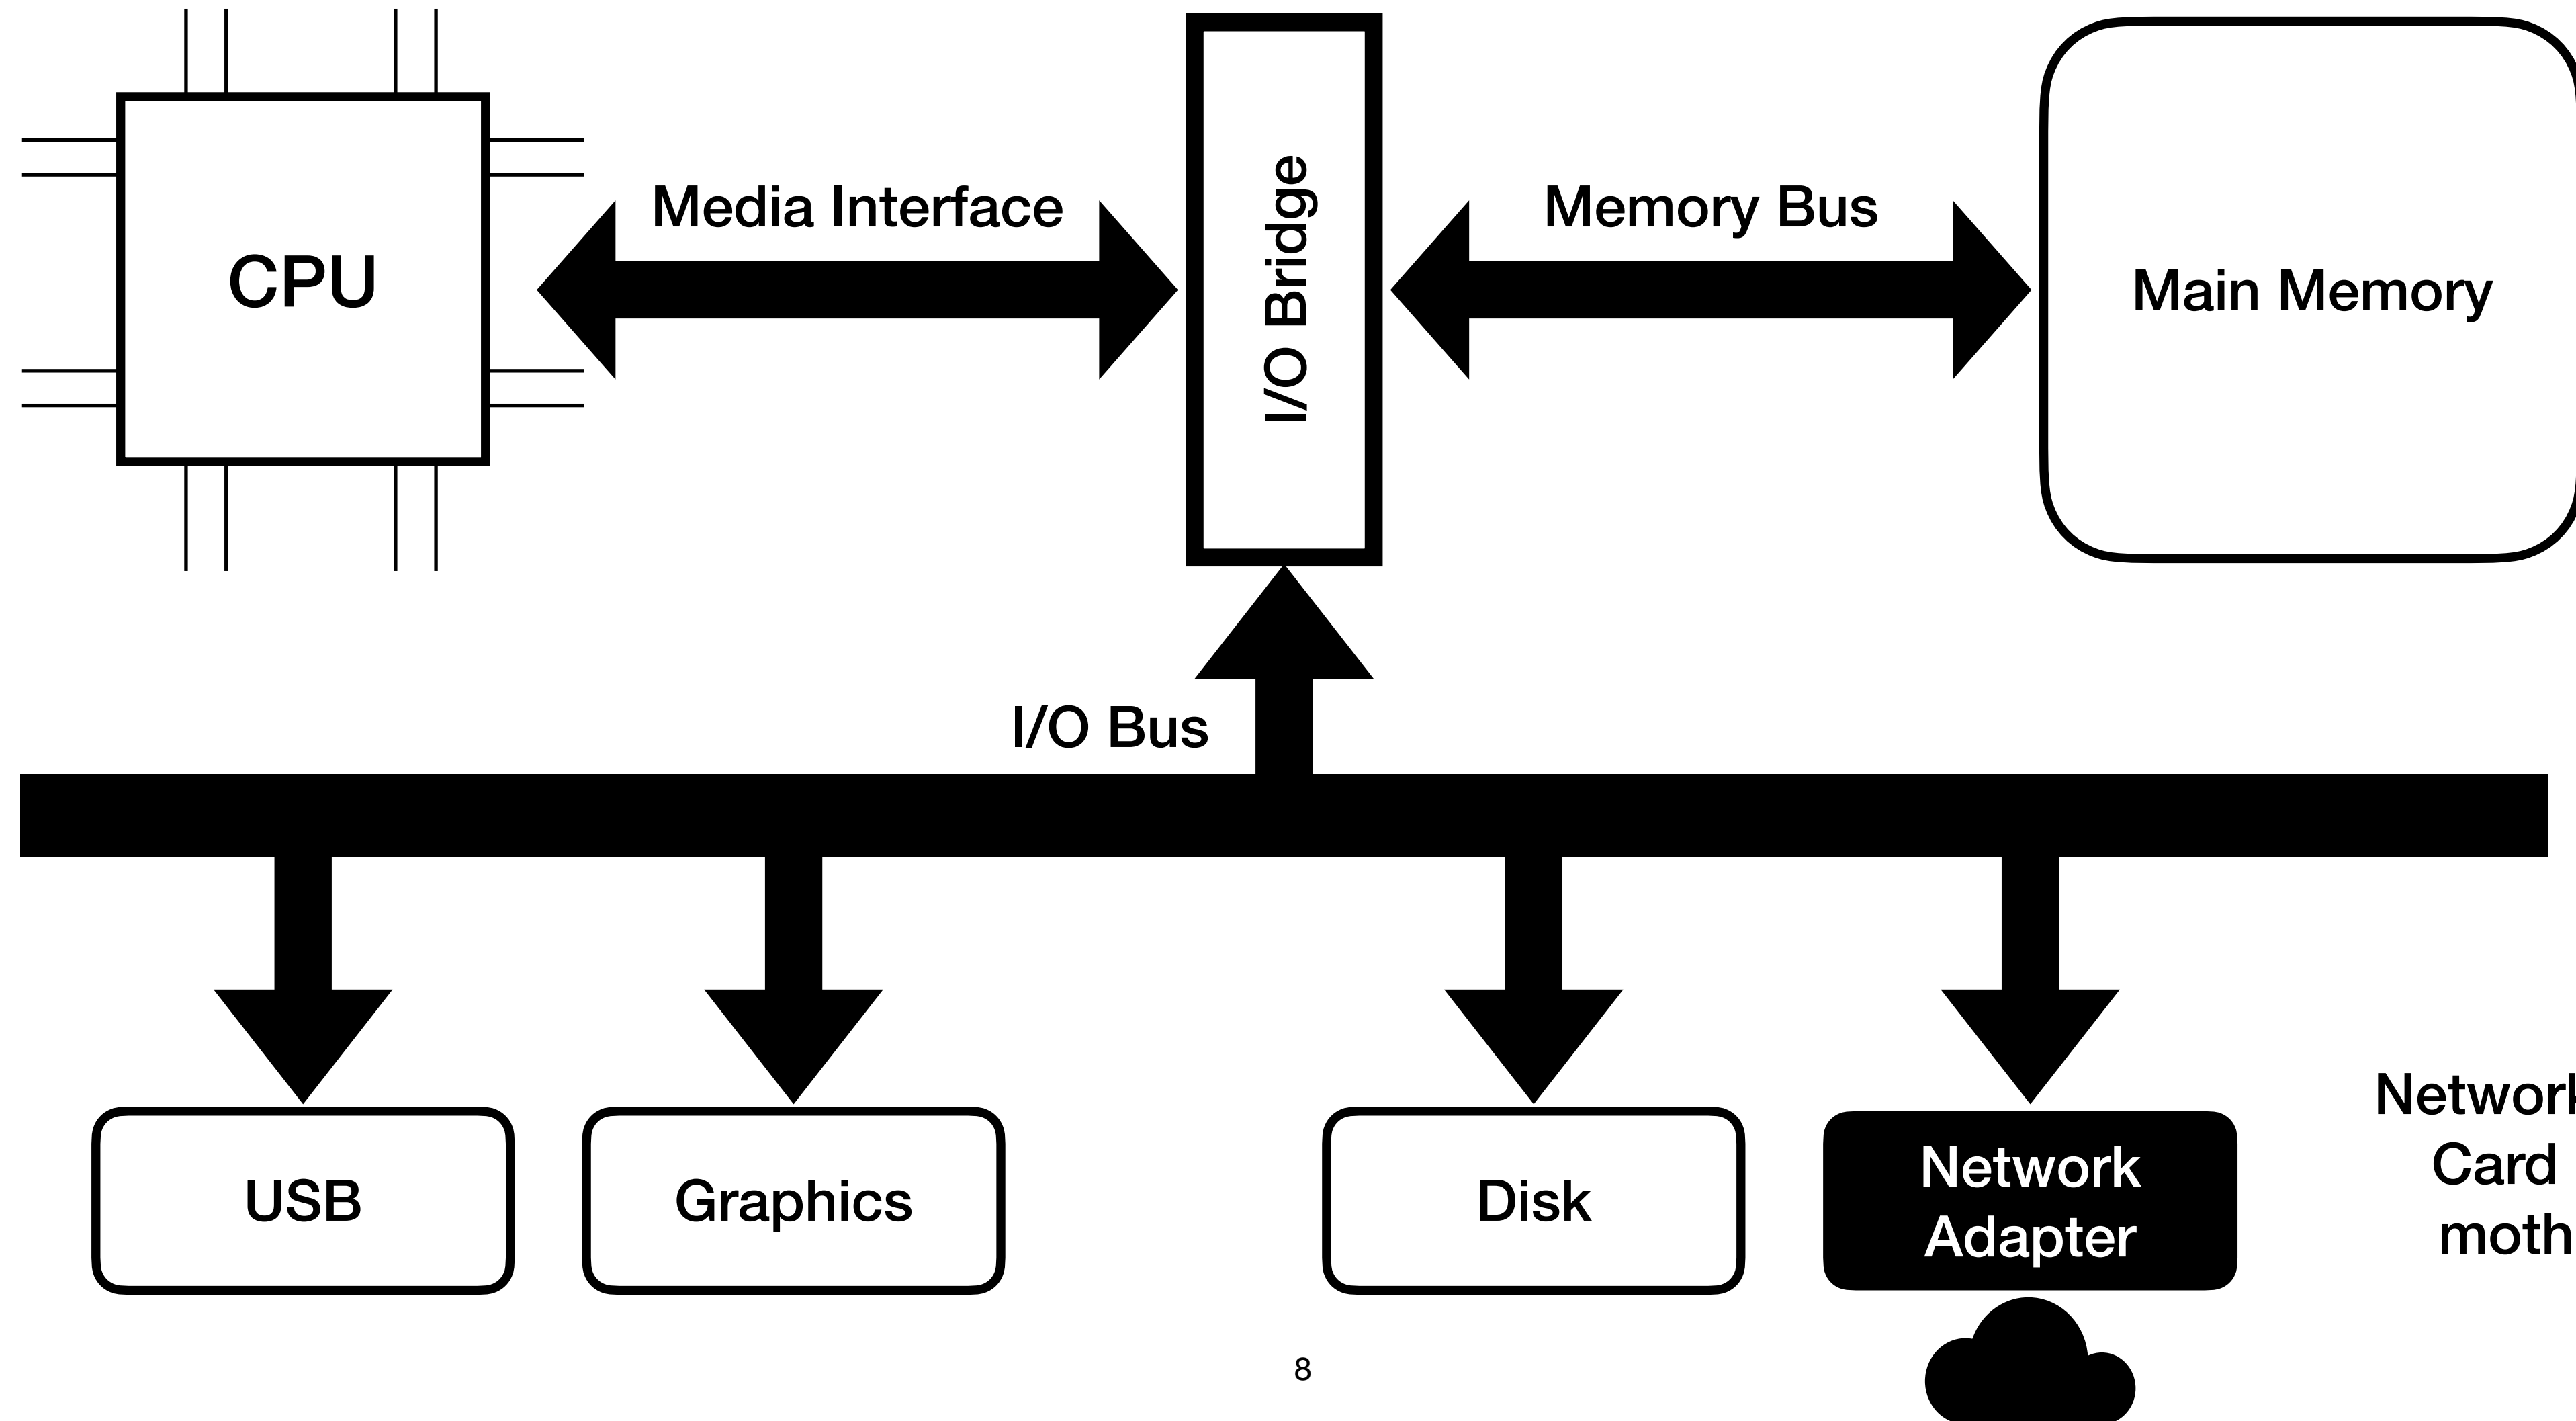 Media Interface
Memory Bus
CPU
I/O Bridge
Main Memory
I/O Bus
USB
Graphics
Disk
Network
Adapter
Card
8